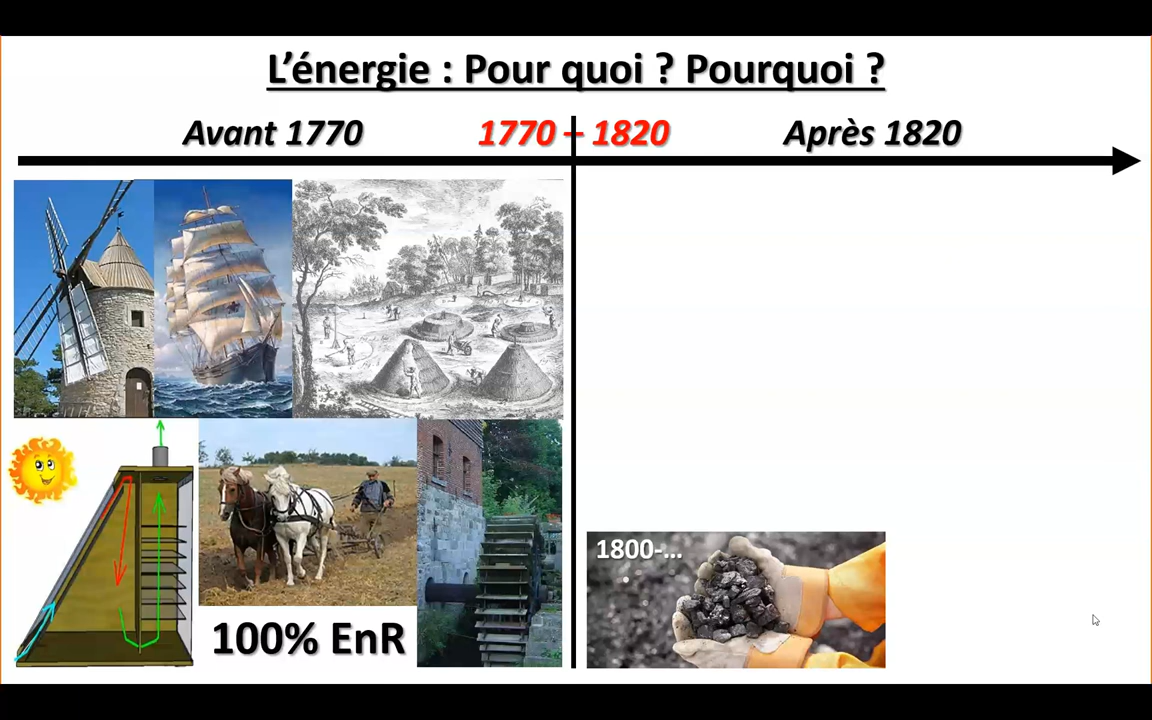 L'énergie : Pour quoi ? Pourquoi ?
Avant 1770
1770 – 1820
Après 1820
100% EnR
1800-...